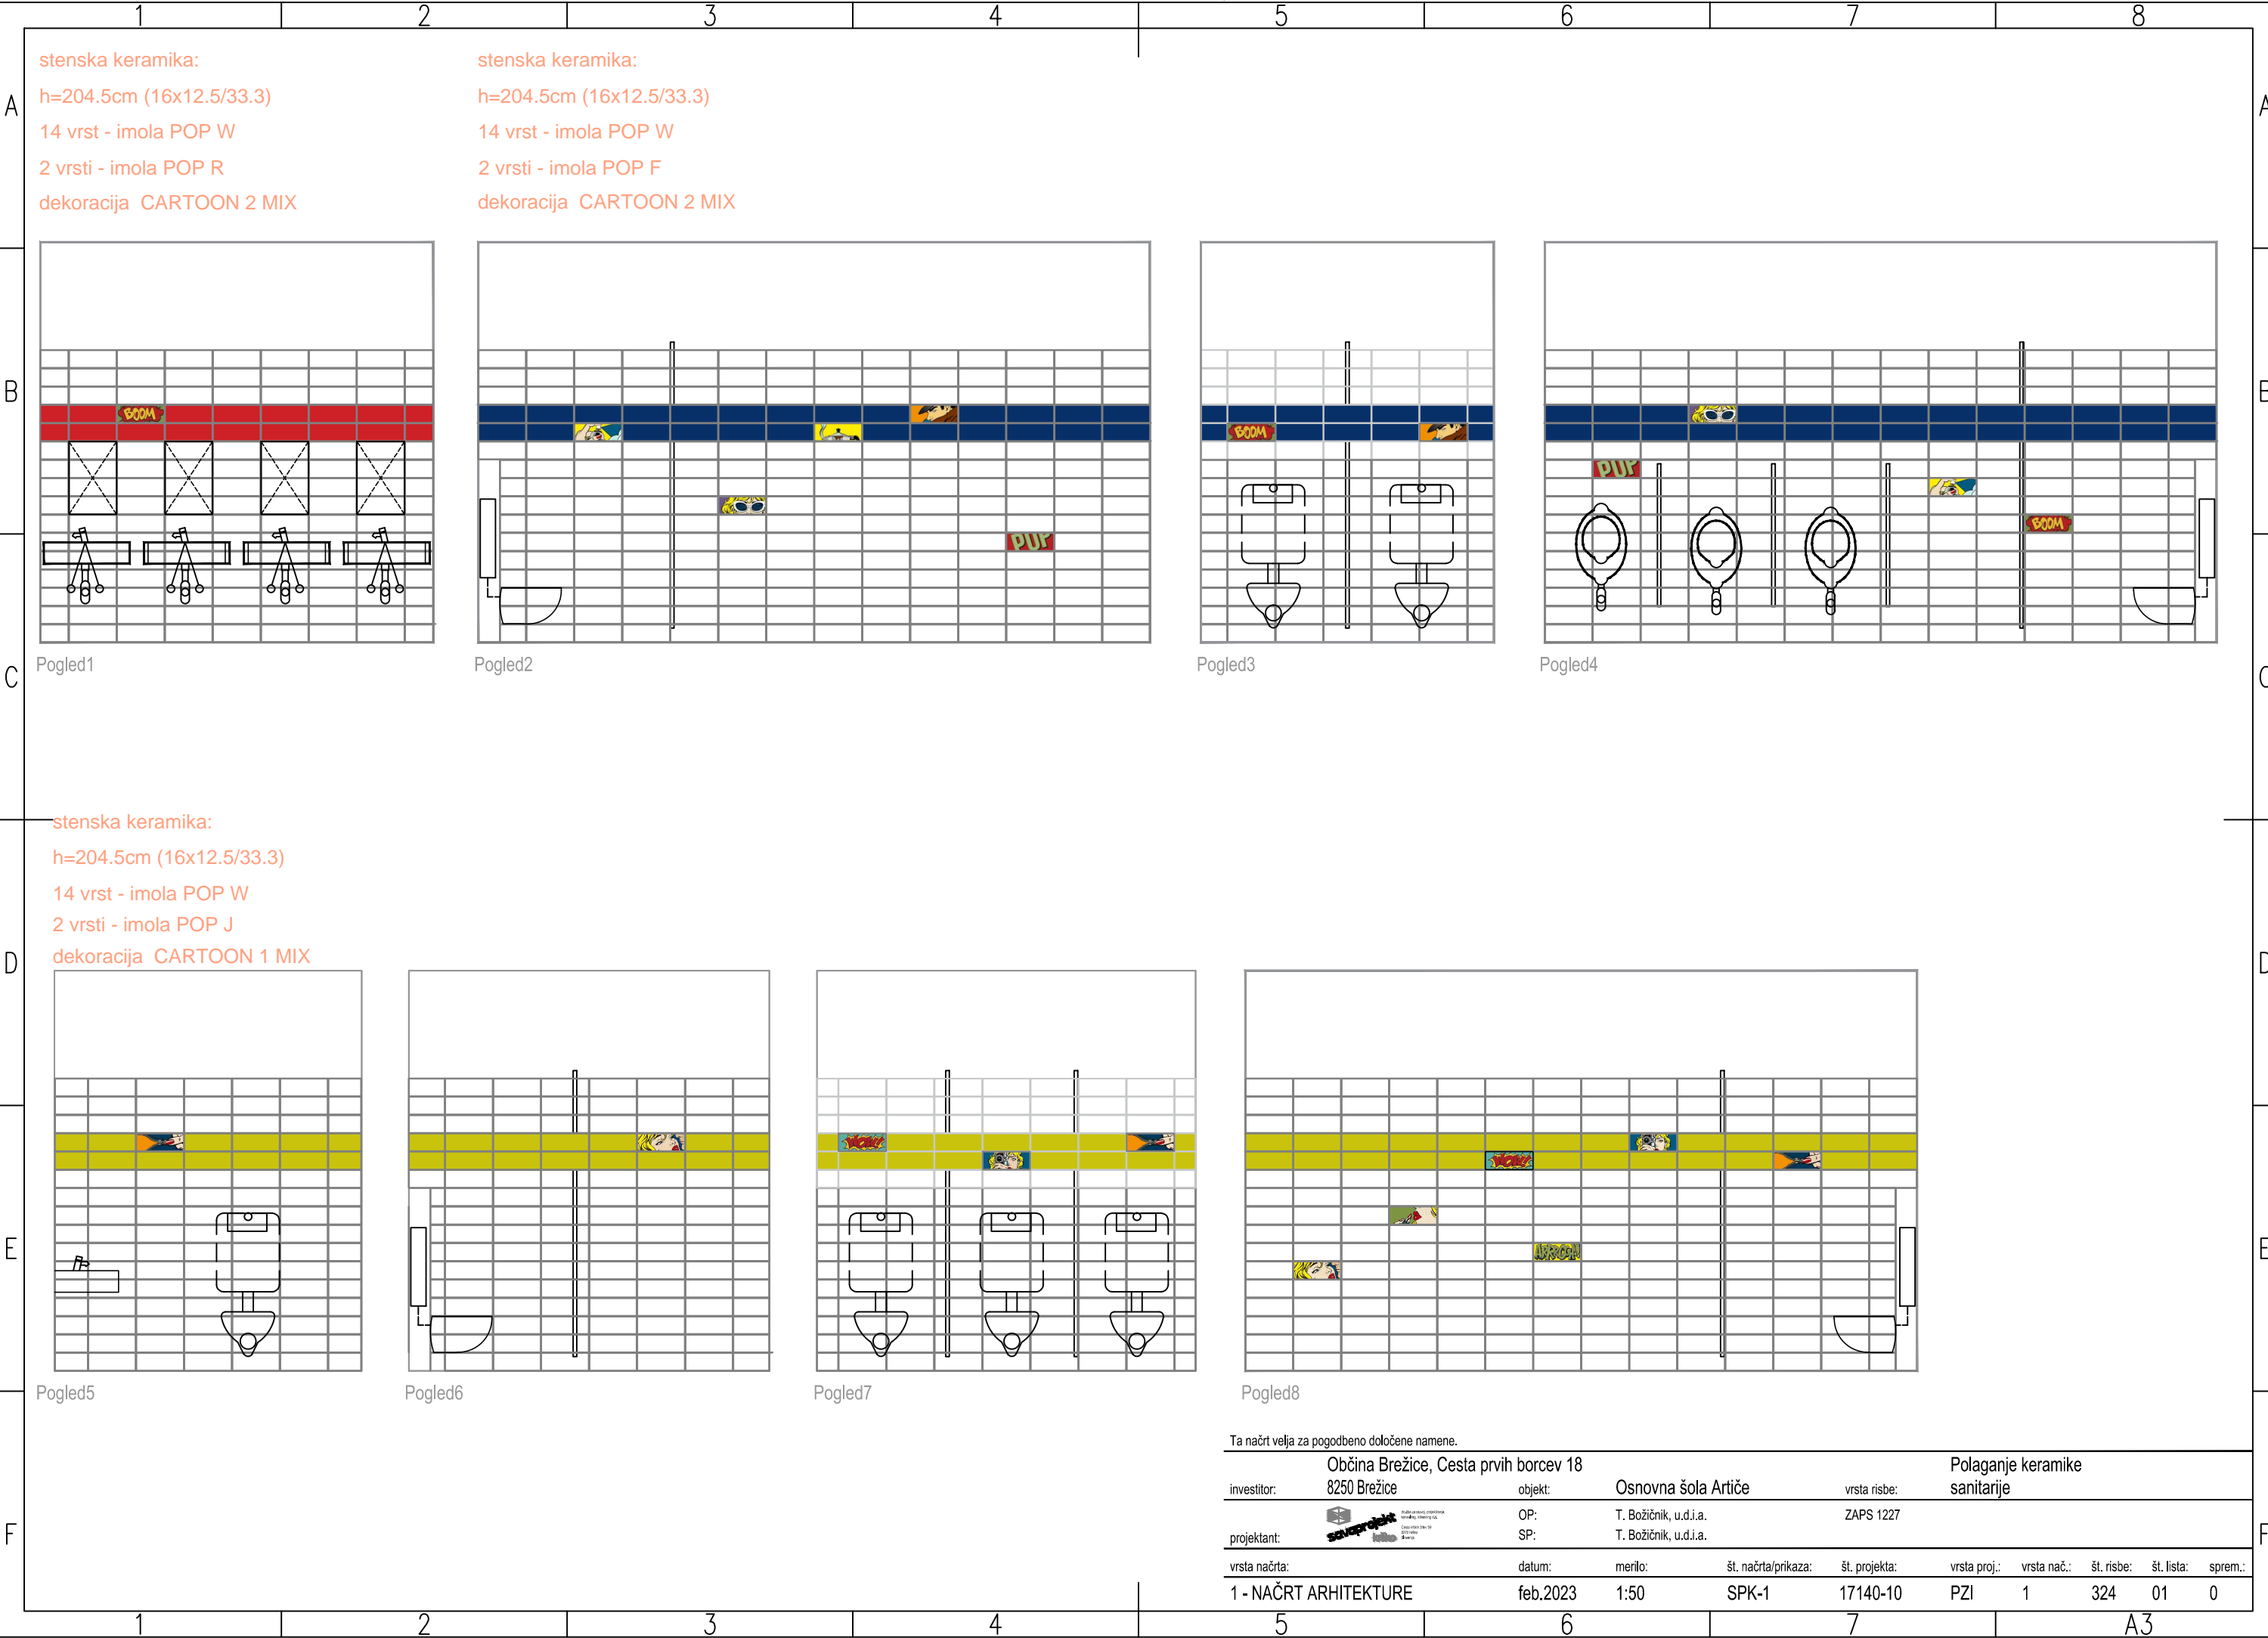 1 2 3 4 5 6 7 8
A A
B B
C C
D D
E E
F F
stenska keramika:
h=204.5cm (16x12.5/33.3)
14 vrst - imola POP W
2 vrsti - imola POP R
dekoracija CARTOON 2 MIX
stenska keramika:
h=204.5cm (16x12.5/33.3)
14 vrst - imola POP W
2 vrsti - imola POP F
dekoracija CARTOON 2 MIX
BOOM
POP
BOOM
POP
BOOM
Pogled1
Pogled2
Pogled3
Pogled4
stenska keramika:
h=204.5cm (16x12.5/33.3)
14 vrst - imola POP W
2 vrsti - imola POP J
dekoracija CARTOON 1 MIX
WOW!
WOW!
Pogled5
Pogled6
Pogled7
Pogled8
Ta načrt velja za pogodbeno določene namene.
investitor: Občina Brežice, Cesta prvih borcev 18
8250 Brežice
objekt: Osnovna šola Artiče
vrsta risbe: Polaganje keramike
sanitarije
projektant: savaprojekt
OP: T. Božičnik, u.d.i.a. ZAPS 1227
SP: T. Božičnik, u.d.i.a.
vrsta načrta: datum: merilo: št. načrta/prikaza: št. projekta: vrsta proj.: vrsta nač.: št. risbe: št. lista: sprem.:
1 - NAČRT ARHITEKTURE feb.2023 1:50 SPK-1 17140-10 PZI 1 324 01 0
1 2 3 4 5 6 7 A3